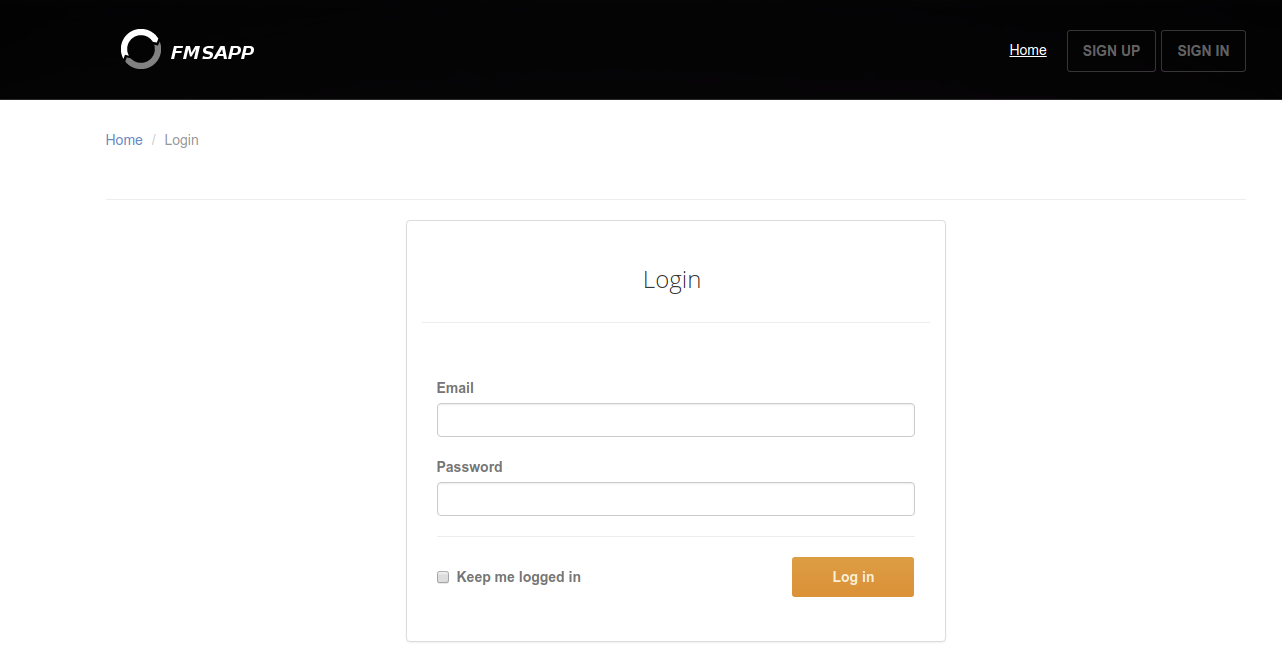 FMSAPP
Home SIGN UP SIGN IN
Home / Login
Login
Email
Password
Keep me logged in
Log in